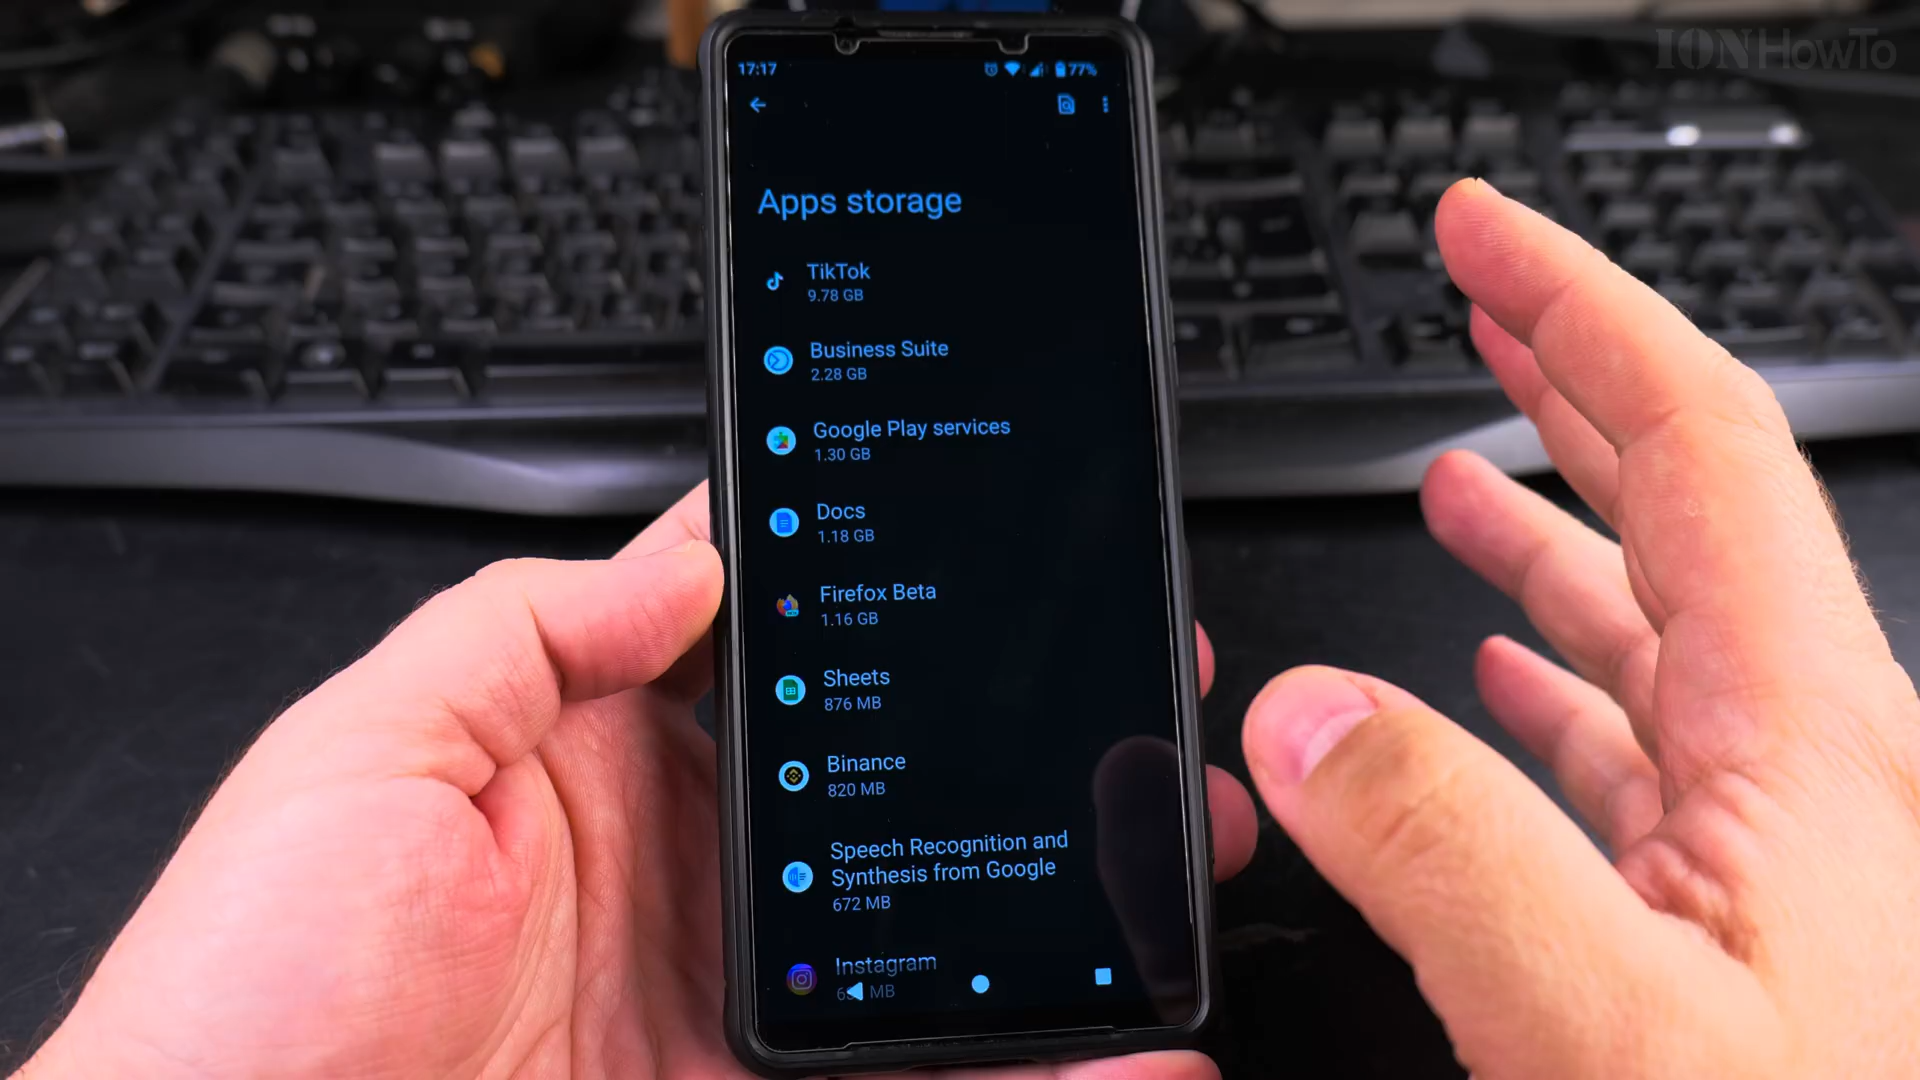 ION HowTo
17:17
77%
Apps storage
TikTok
9.78 GB
Business Suite
2.28 GB
Google Play services
1.30 GB
Docs
1.18 GB
Firefox Beta
1.16 GB
Sheets
876 MB
Binance
820 MB
Speech Recognition and
Synthesis from Google
672 MB
Instagram
MB